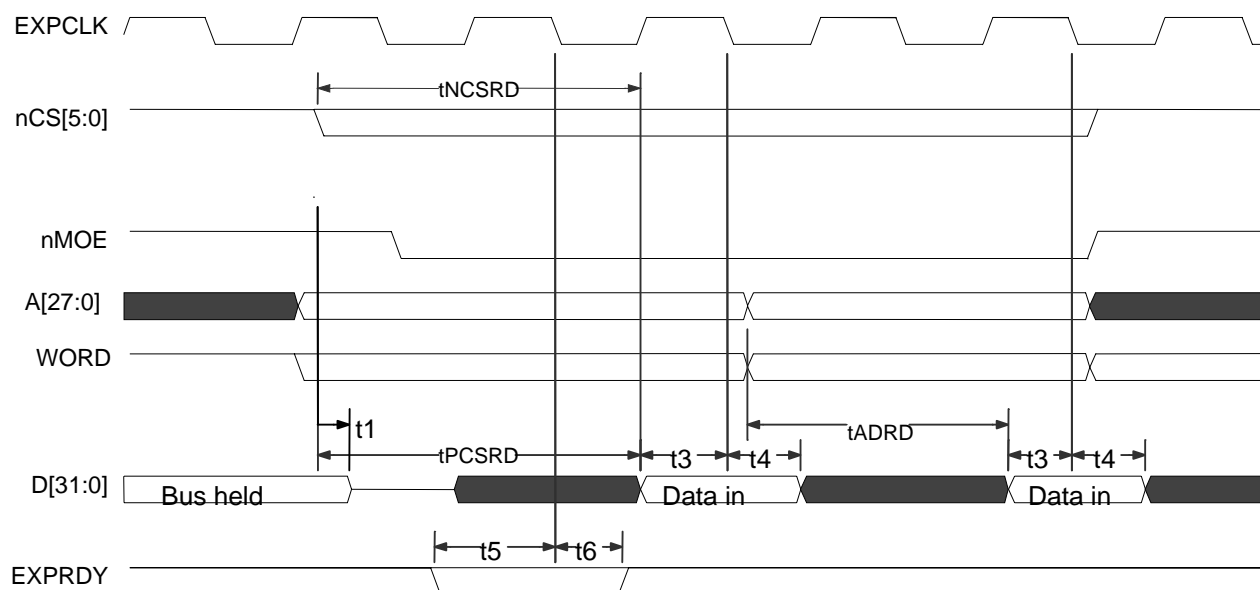 EXPCLK
tNCSRD
nCS[5:0]
nMOE
A[27:0]
WORD
t1
tADRD
tPCSRD
t3
t4
t3
t4
D[31:0]
Bus held
Data in
Data in
t5
t6
EXPRDY